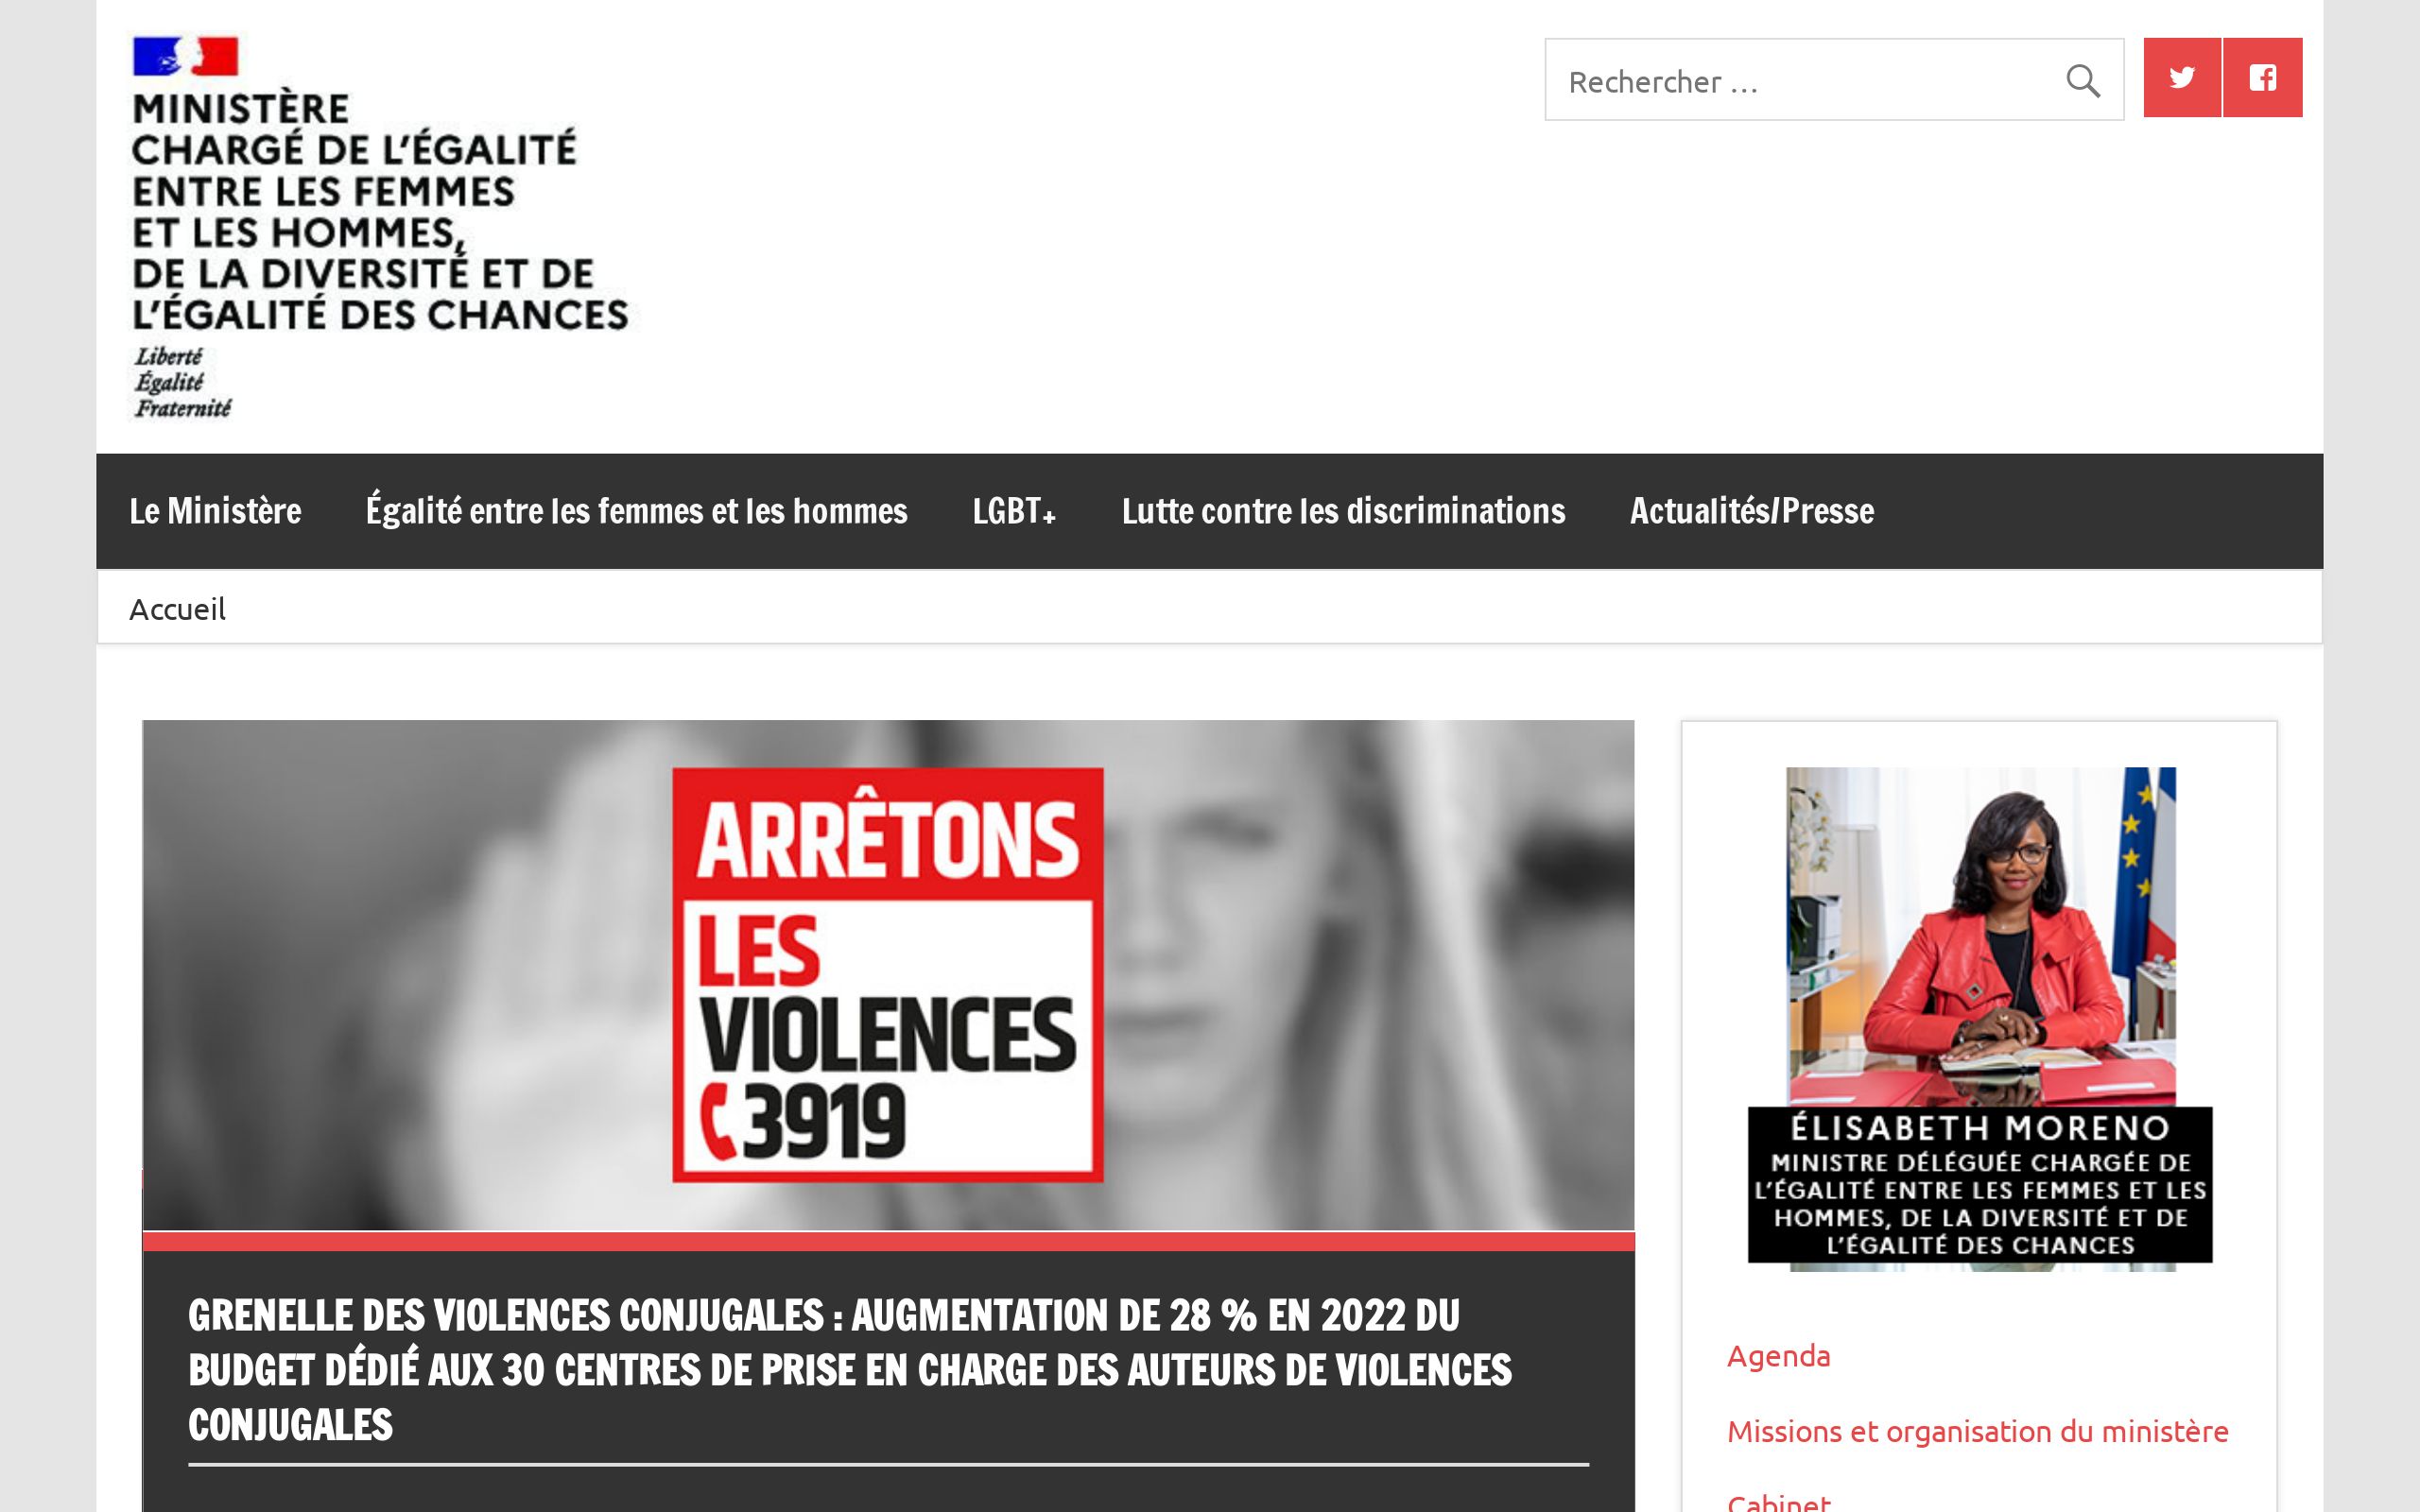 MINISTÈRE
CHARGÉ DE L'ÉGALITÉ
ENTRE LES FEMMES
ET LES HOMMES,
DE LA DIVERSITÉ ET DE
L'ÉGALITÉ DES CHANCES
Liberté
Égalité
Fraternité
Rechercher …
Le Ministère
Égalité entre les femmes et les hommes
LGBT+
Lutte contre les discriminations
Actualités/Presse
Accueil
ARRÊTONS
LES
VIOLENCES
3919
GRENELLE DES VIOLENCES CONJUGALES : AUGMENTATION DE 28 % EN 2022 DU
BUDGET DÉDIÉ AUX 30 CENTRES DE PRISE EN CHARGE DES AUTEURS DE VIOLENCES
CONJUGALES
ÉLISABETH MORENO
MINISTRE DÉLÉGUÉE CHARGÉE DE
L'ÉGALITÉ ENTRE LES FEMMES ET LES
HOMMES, DE LA DIVERSITÉ ET DE
L'ÉGALITÉ DES CHANCES
Agenda
Missions et organisation du ministère
Cabinet